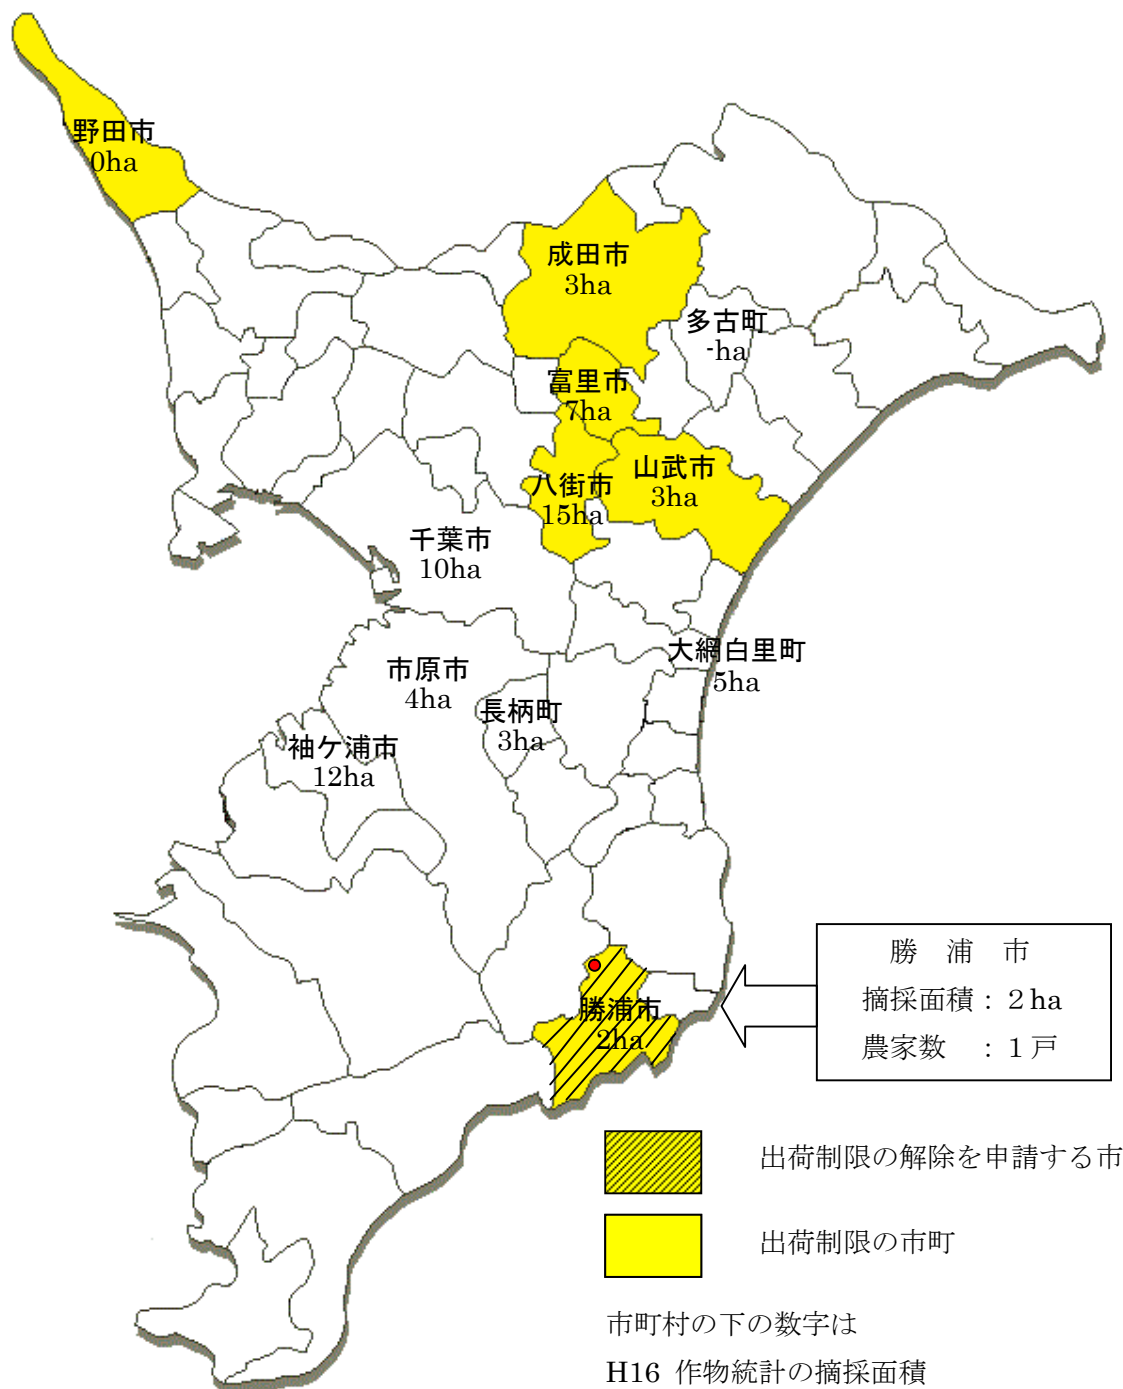 野田市
0ha
成田市
3ha
多古町
-ha
富里市
7ha
山武市
3ha
八街市
15ha
千葉市
10ha
大網白里町
5ha
市原市
4ha
長柄町
3ha
袖ケ浦市
12ha
勝浦市
2ha
勝 浦 市
摘採面積：２ha
農家数 ：１戸
出荷制限の解除を申請する市
出荷制限の市町
市町村の下の数字は
H16 作物統計の摘採面積